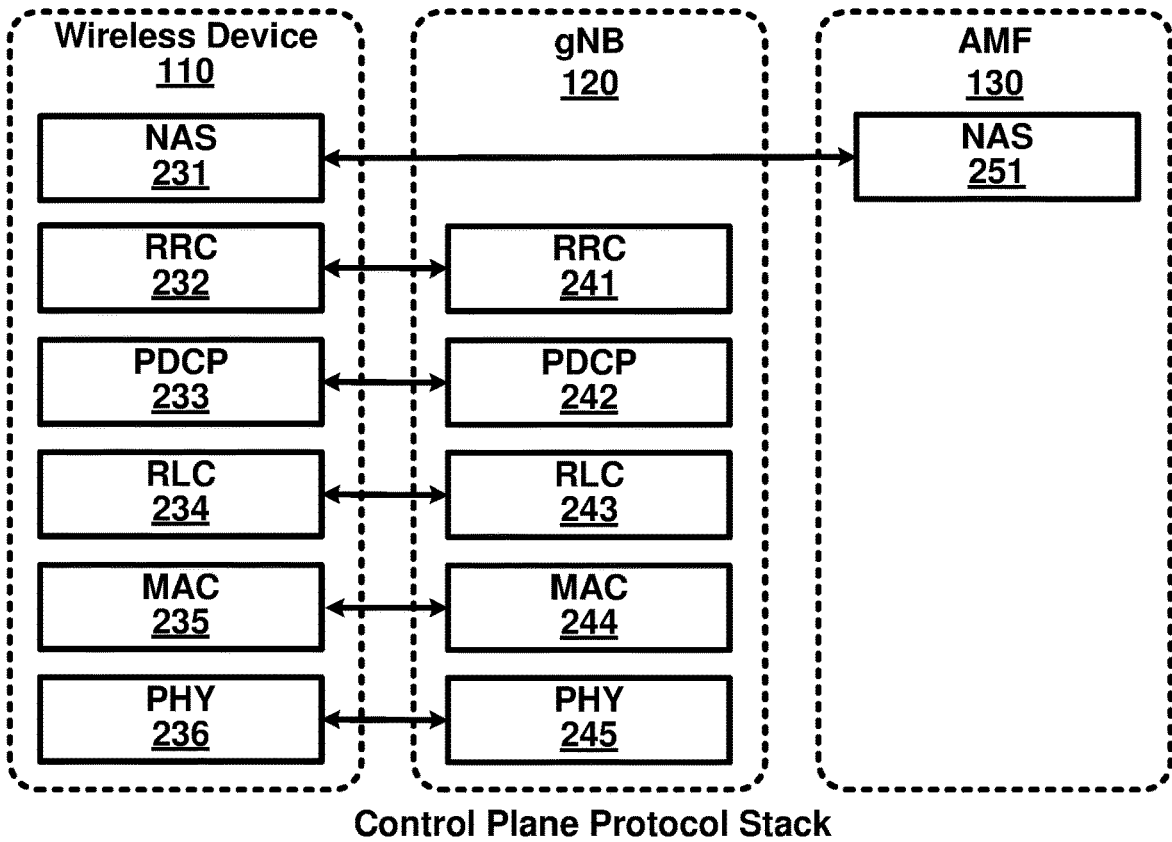 Wireless Device
110
NAS
231
RRC
232
PDCP
233
RLC
234
MAC
235
PHY
236
gNB
120
RRC
241
PDCP
242
RLC
243
MAC
244
PHY
245
AMF
130
NAS
251
Control Plane Protocol Stack